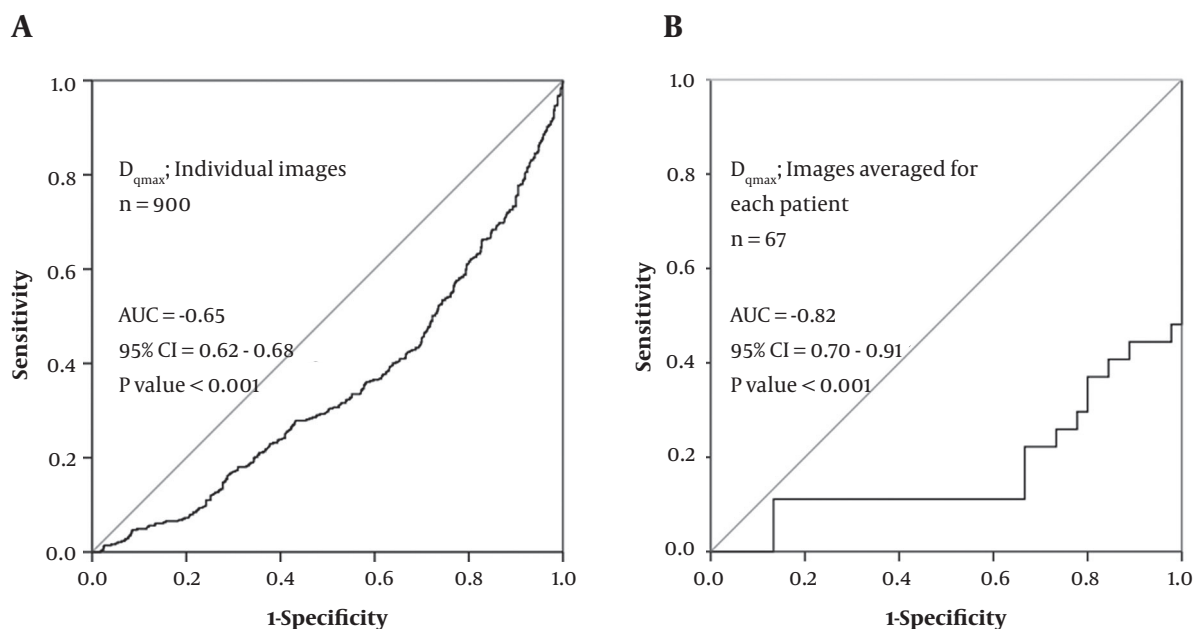 A
1.0
0.8
0.6
0.4
0.2
0.0
Sensitivity
D_qmax; Individual images
n = 900
AUC = -0.65
95% CI = 0.62 - 0.68
P value < 0.001
0.0 0.2 0.4 0.6 0.8 1.0
1-Specificity
B
1.0
0.8
0.6
0.4
0.2
0.0
Sensitivity
D_qmax; Images averaged for
each patient
n = 67
AUC = -0.82
95% CI = 0.70 - 0.91
P value < 0.001
0.0 0.2 0.4 0.6 0.8 1.0
1-Specificity